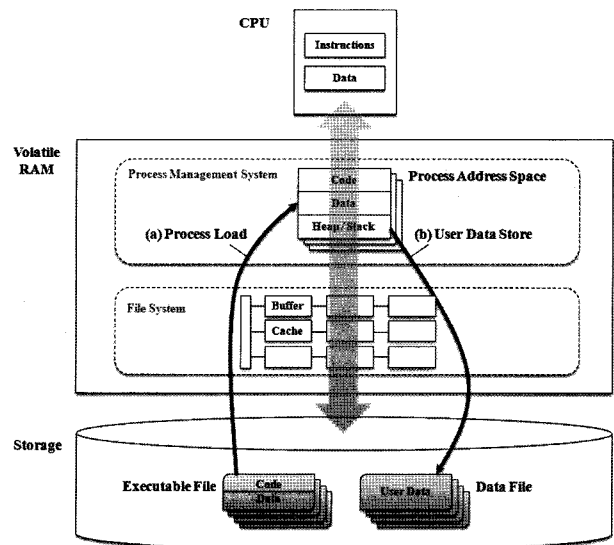 CPU
Instructions
Data
Volatile
RAM
Process Management System
Code
Data
Heap/Stack
Process Address Space
(a) Process Load
(b) User Data Store
File System
Buffer
Cache
Storage
Executable File
Code
Data
User Data
Data File